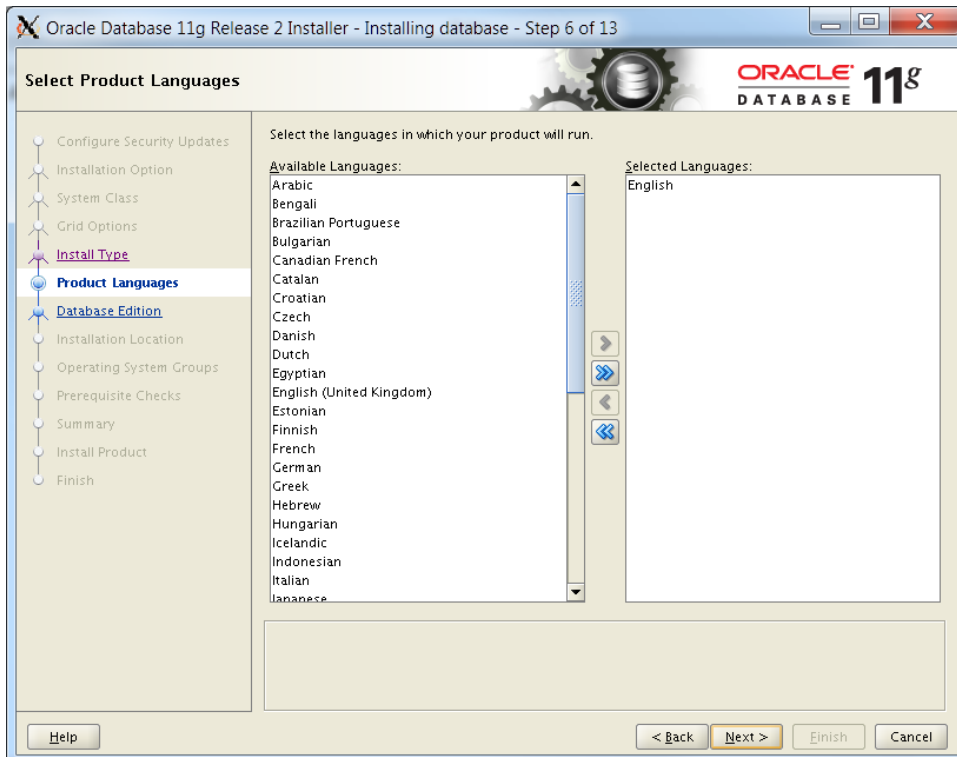 Oracle Database 11g Release 2 Installer - Installing database - Step 6 of 13
Select Product Languages
ORACLE
DATABASE
11g
Configure Security Updates
Installation Option
System Class
Grid Options
Install Type
Product Languages
Database Edition
Installation Location
Operating System Groups
Prerequisite Checks
Summary
Install Product
Finish
Select the languages in which your product will run.
Available Languages:
Arabic
Bengali
Brazilian Portuguese
Bulgarian
Canadian French
Catalan
Croatian
Czech
Danish
Dutch
Egyptian
English (United Kingdom)
Estonian
Finnish
French
German
Greek
Hebrew
Hungarian
Icelandic
Indonesian
Italian
Japanese
Selected Languages:
English
Help
< Back
Next >
Finish
Cancel